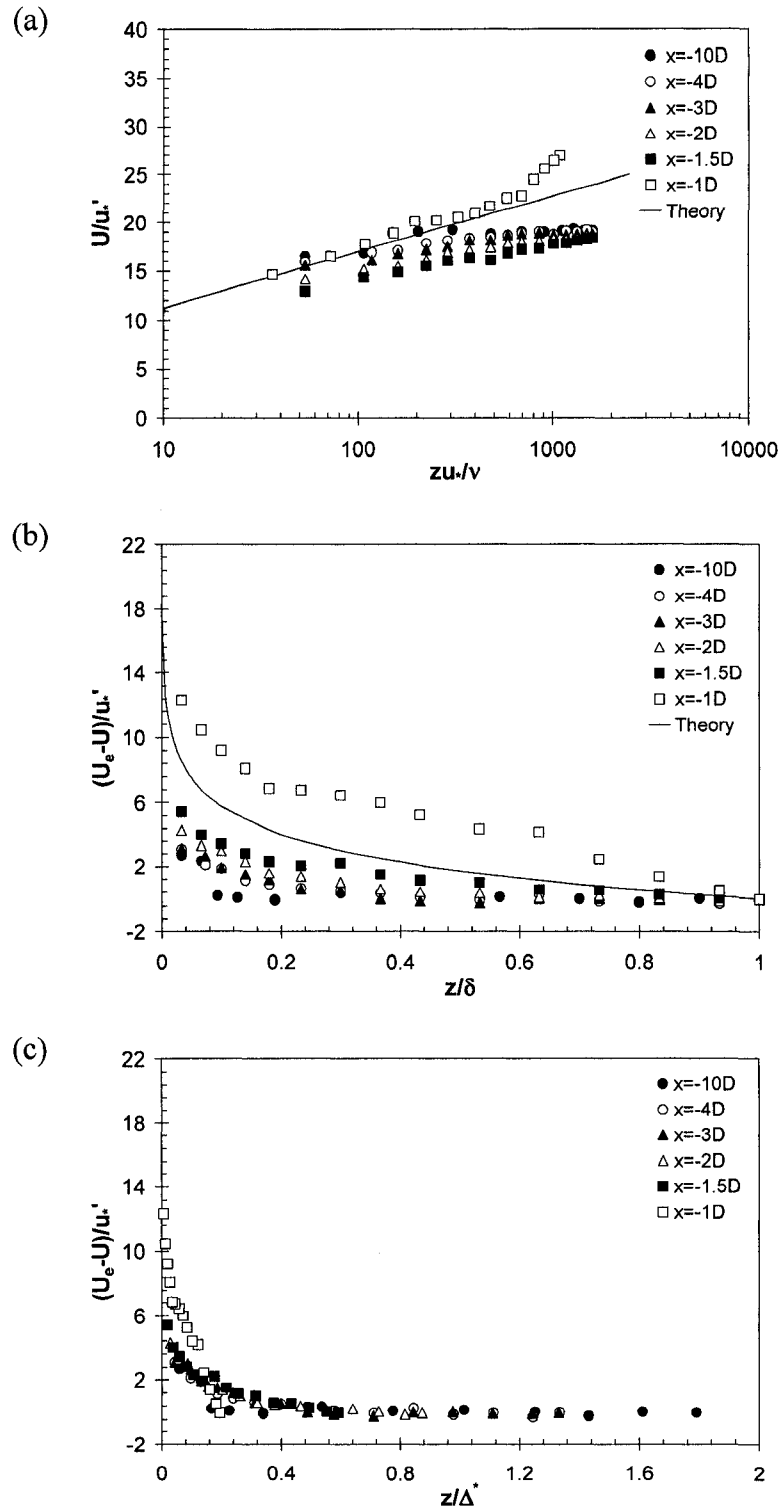 (a)
40
35
30
25
20
15
10
5
0
U/u*'
10
100
1000
10000
zu*/ν
x=-10D
x=-4D
x=-3D
x=-2D
x=-1.5D
x=-1D
Theory
(b)
22
18
14
10
6
2
-2
(Ue-U)/u*'
0
0.2
0.4
0.6
0.8
1
z/δ
x=-10D
x=-4D
x=-3D
x=-2D
x=-1.5D
x=-1D
Theory
(c)
22
18
14
10
6
2
-2
(Ue-U)/u*'
0
0.4
0.8
1.2
1.6
2
z/Δ*
x=-10D
x=-4D
x=-3D
x=-2D
x=-1.5D
x=-1D